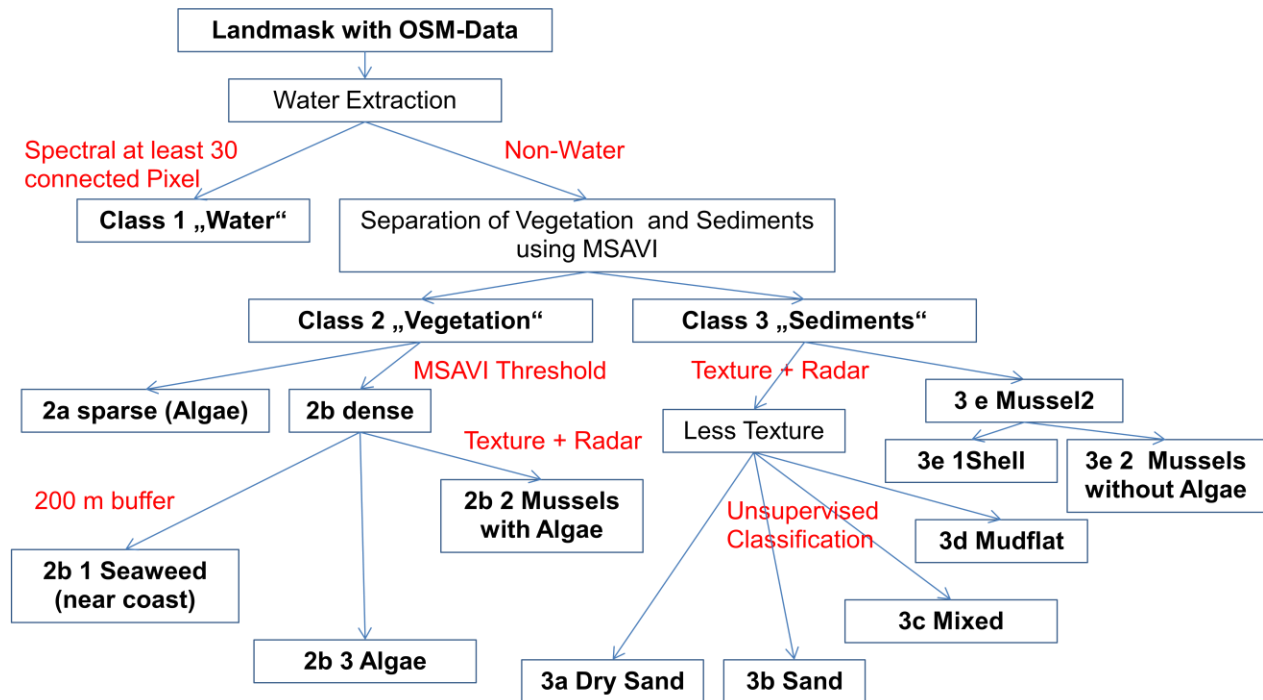 Landmask with OSM-Data
Water Extraction
Spectral at least 30
connected Pixel
Non-Water
Class 1 „Water“
Separation of Vegetation  and Sediments
using MSAVI
Class 2 „Vegetation“
Class 3 „Sediments“
MSAVI Threshold
Texture + Radar
2a sparse (Algae)
2b dense
3 e Mussel2
Less Texture
Texture + Radar
3e 1Shell
3e 2  Mussels
without Algae
200 m buffer
2b 2 Mussels
with Algae
Unsupervised
Classification
3d Mudflat
2b 1 Seaweed
(near coast)
3c Mixed
2b 3 Algae
3a Dry Sand
3b Sand